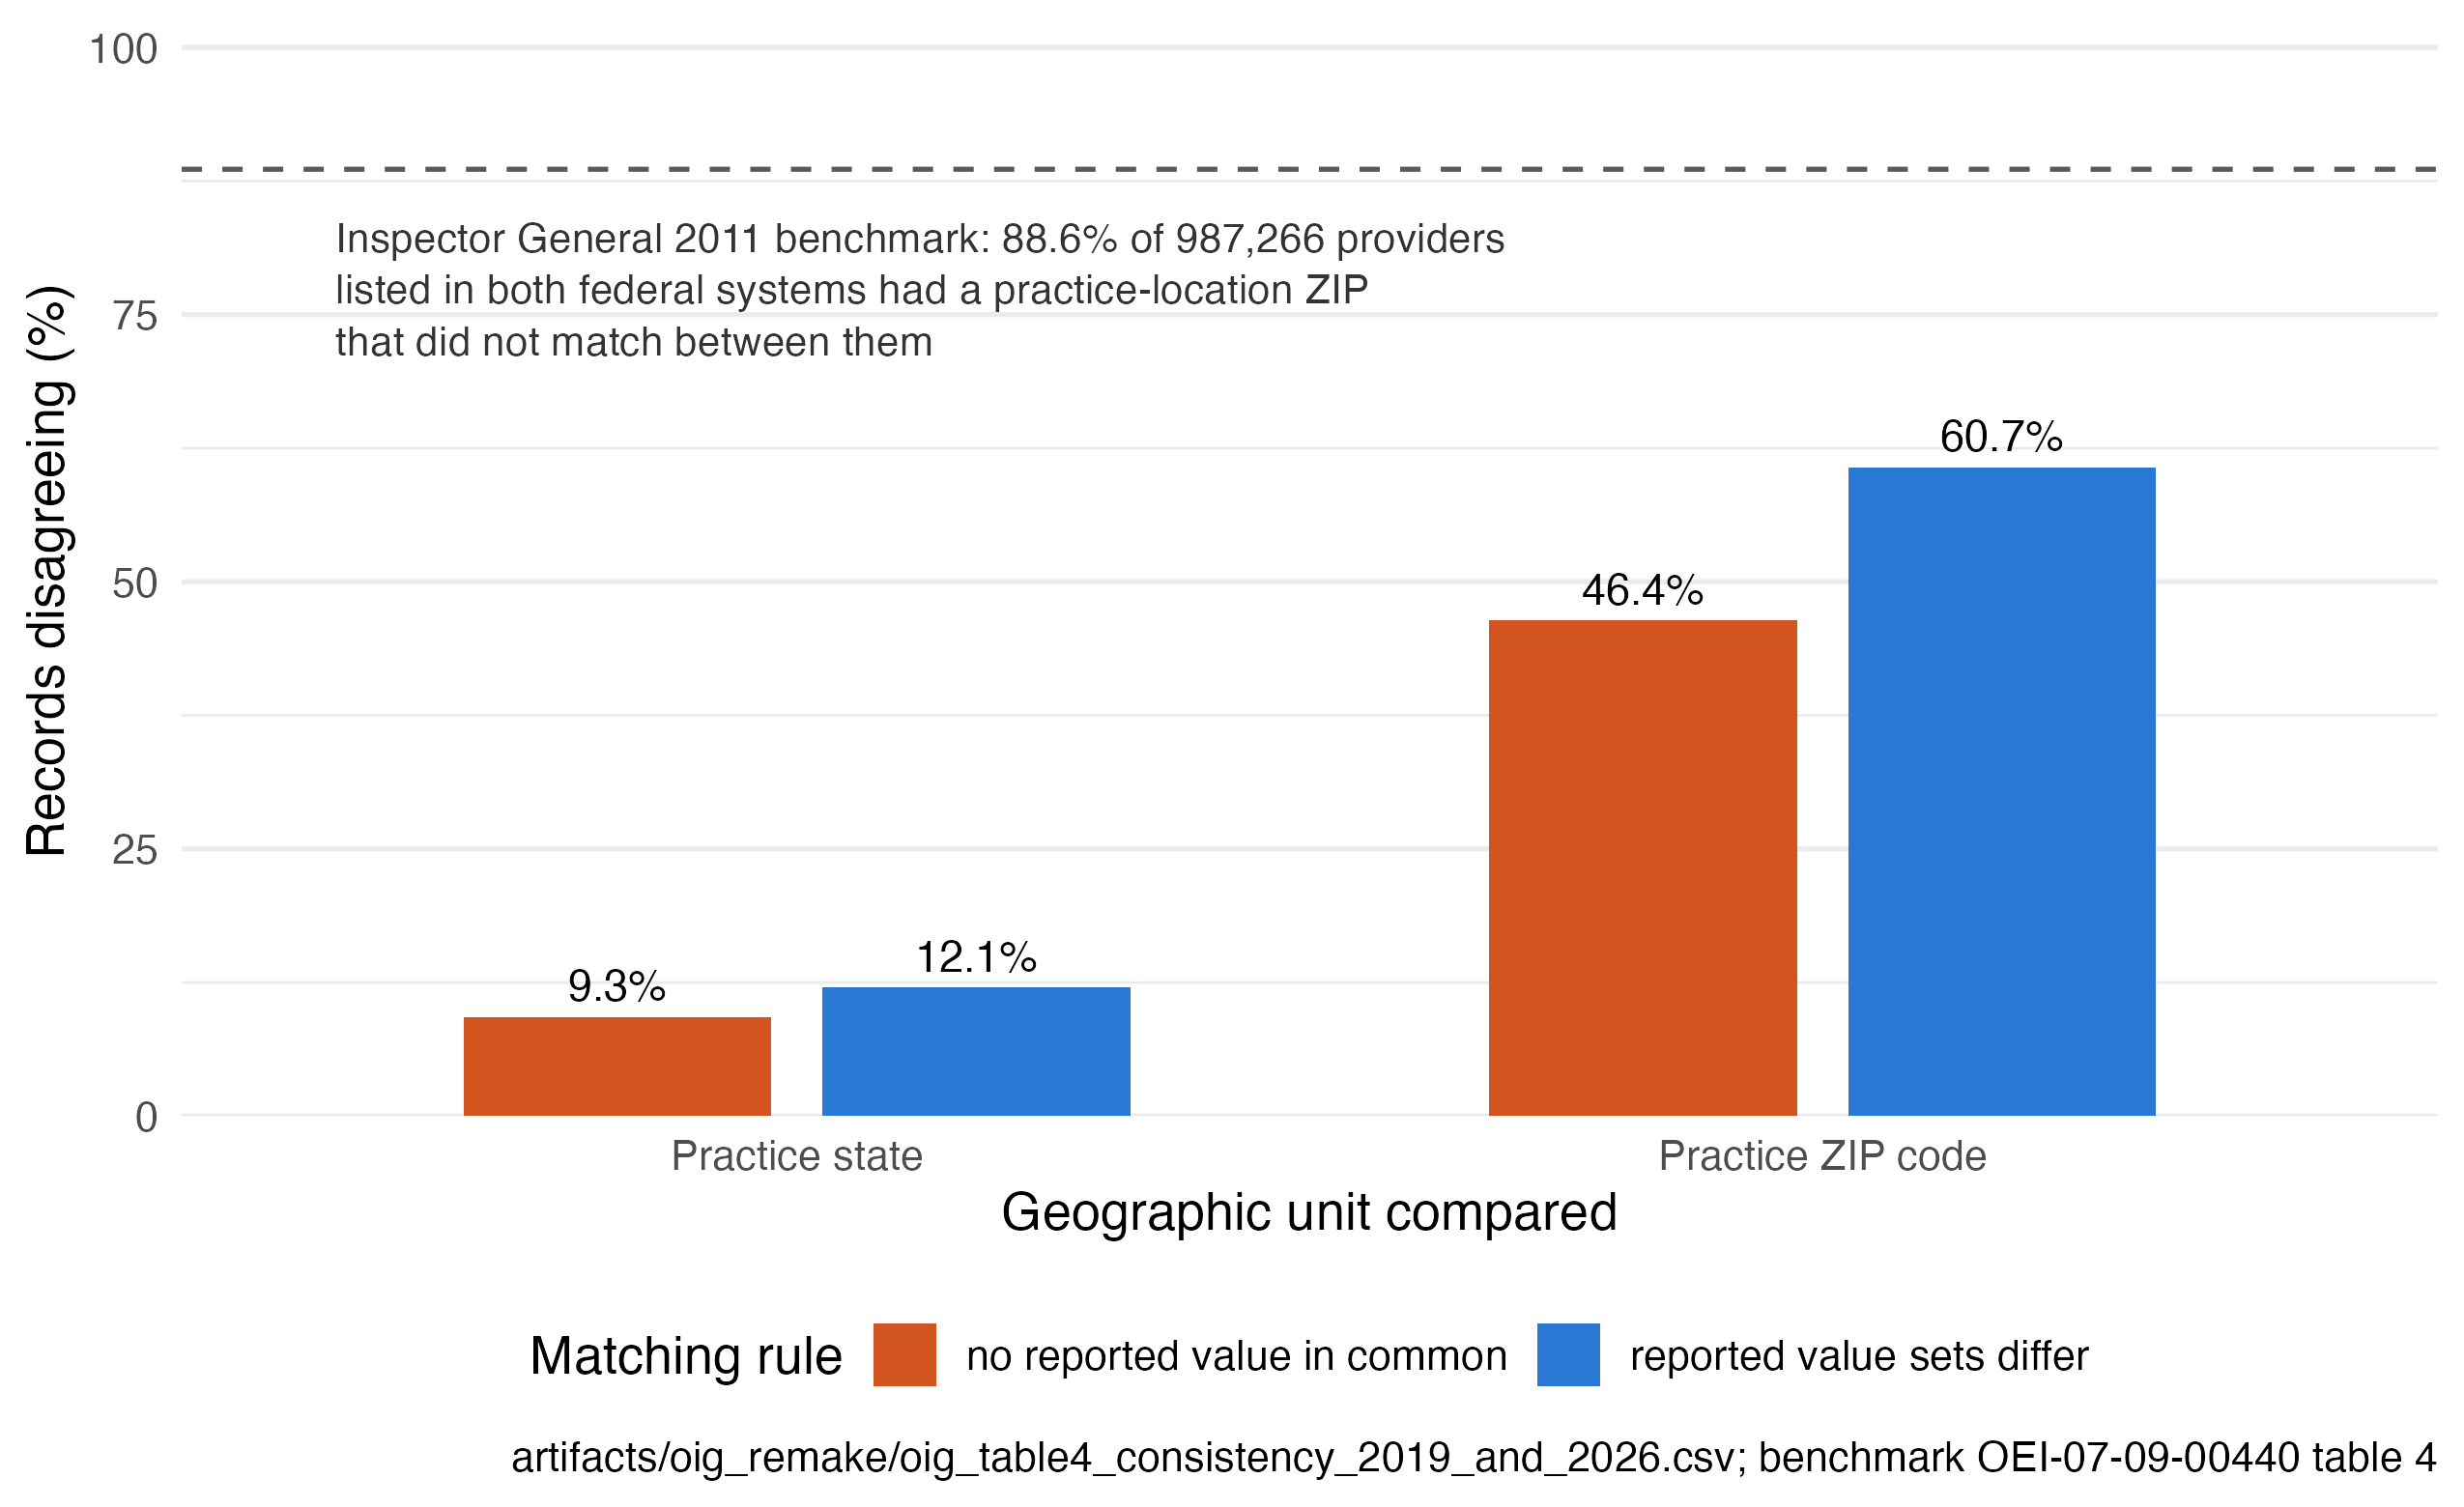 100
Inspector General 2011 benchmark: 88.6% of 987,266 providers
listed in both federal systems had a practice-location ZIP
that did not match between them
75
60.7%
50
46.4%
25
12.1%
9.3%
0
Records disagreeing (%)
Practice state
Practice ZIP code
Geographic unit compared
Matching rule
no reported value in common
reported value sets differ
artifacts/oig_remake/oig_table4_consistency_2019_and_2026.csv; benchmark OEI-07-09-00440 table 4